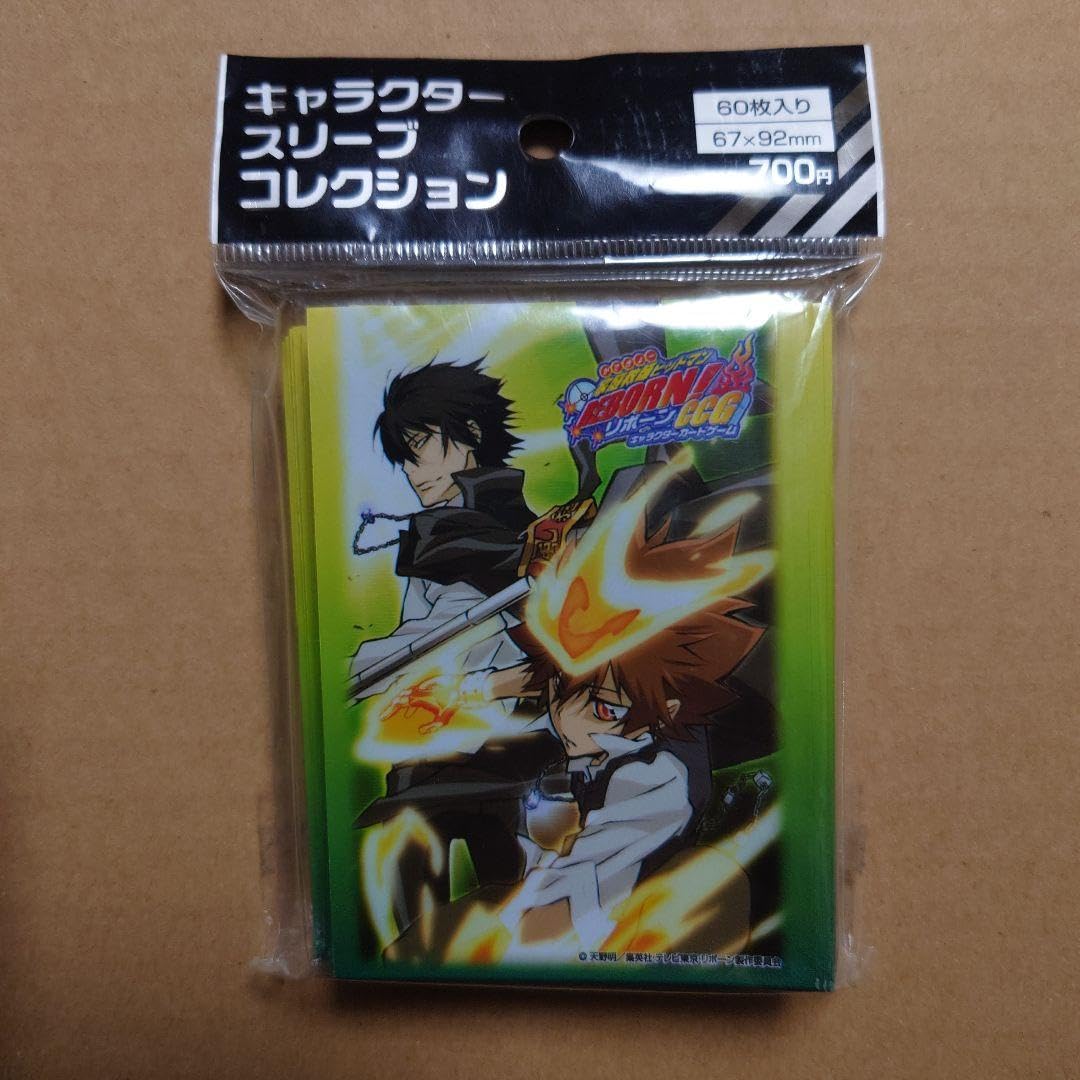 キャラクター
スリーブ
コレクション
60枚入り
67×92mm
700円
家庭教師ヒットマン
REBORN!
リボーンCCG
キャラクターカードゲーム
© 天野明／集英社・テレビ東京・リボーン製作委員会